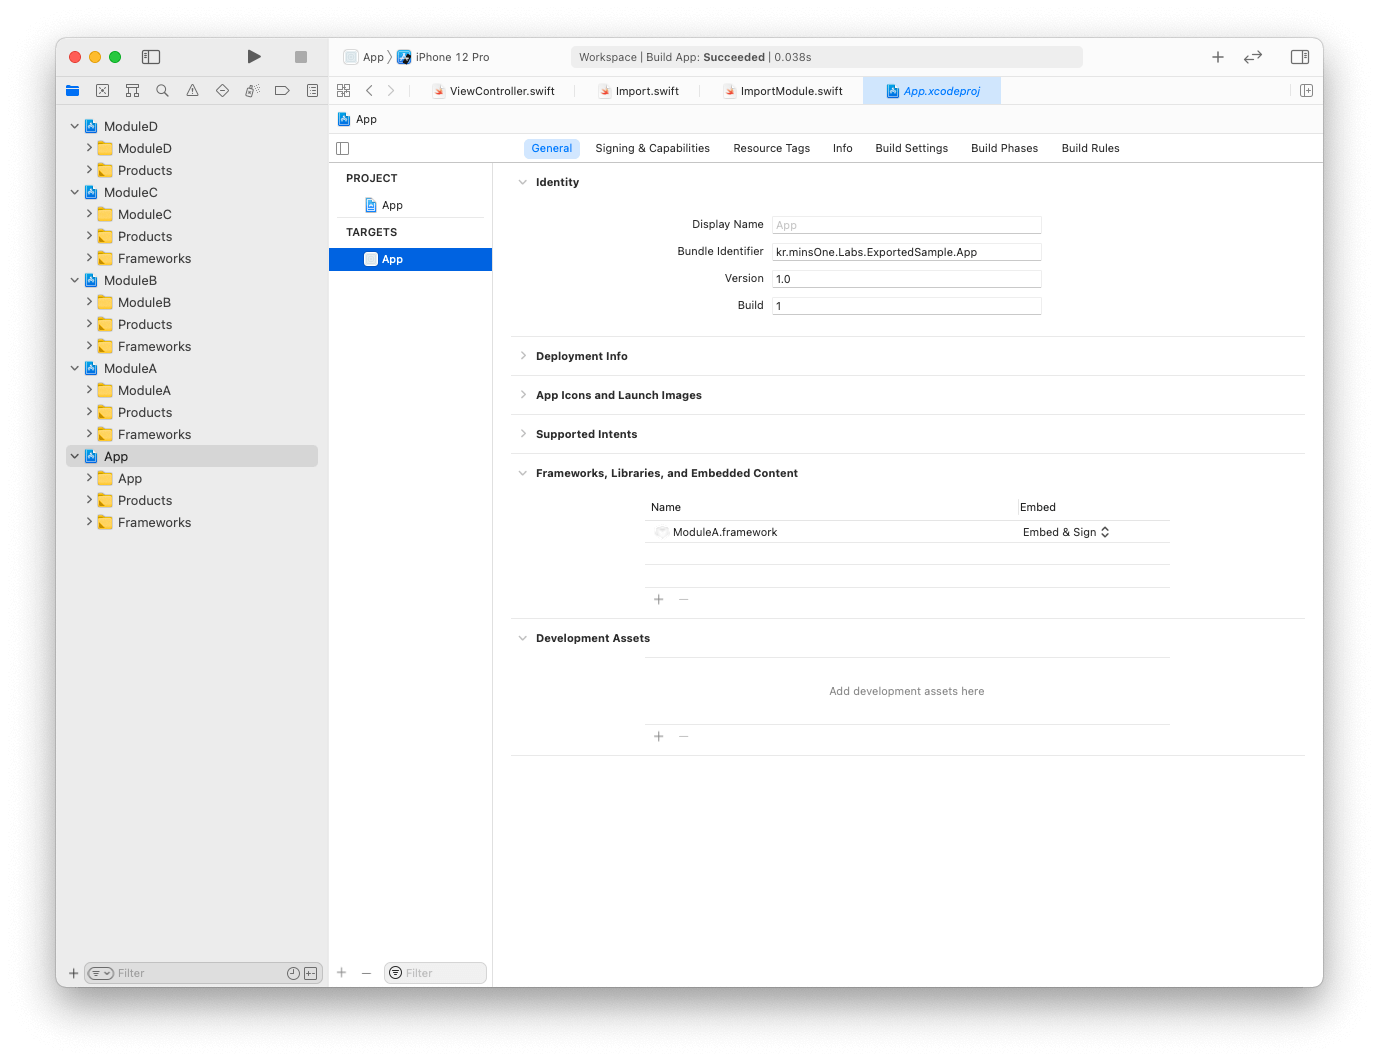 App
iPhone 12 Pro
Workspace | Build App: Succeeded | 0.038s
ViewController.swift
Import.swift
ImportModule.swift
App.xcodeproj
App
General
Signing & Capabilities
Resource Tags
Info
Build Settings
Build Phases
Build Rules
ModuleD
ModuleD
Products
ModuleC
ModuleC
Products
Frameworks
ModuleB
ModuleB
Products
Frameworks
ModuleA
ModuleA
Products
Frameworks
App
App
Products
Frameworks
Filter
PROJECT
App
TARGETS
App
Filter
Identity
Display Name
App
Bundle Identifier
kr.minsOne.Labs.ExportedSample.App
Version
1.0
Build
1
Deployment Info
App Icons and Launch Images
Supported Intents
Frameworks, Libraries, and Embedded Content
Name
Embed
ModuleA.framework
Embed & Sign
Development Assets
Add development assets here